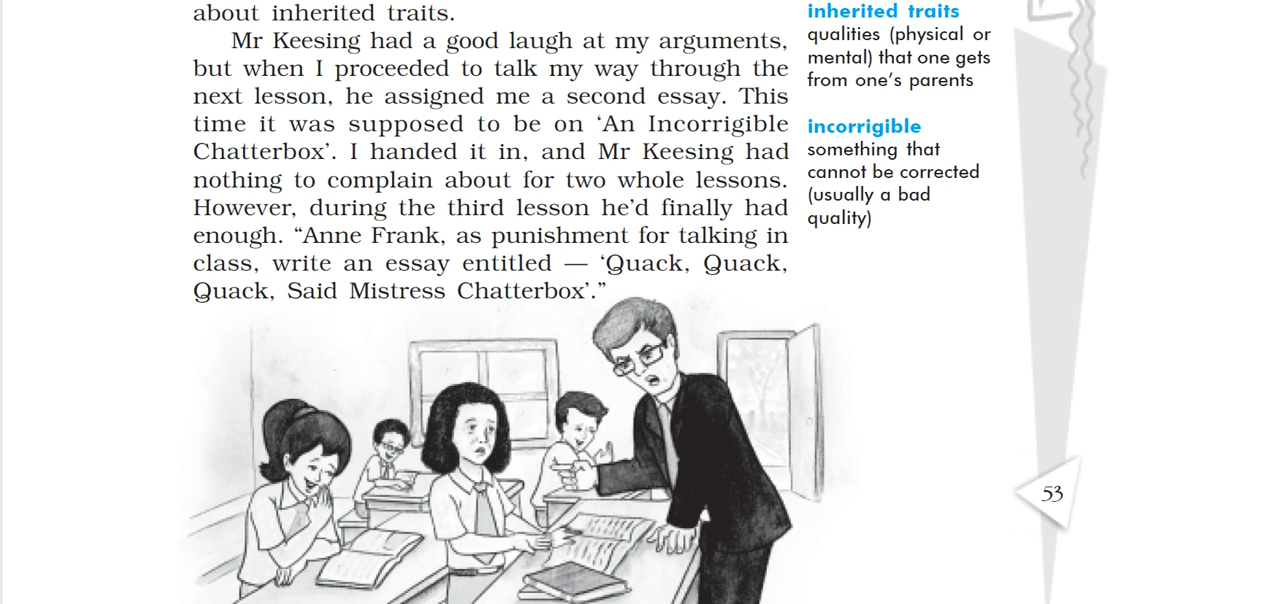 about inherited traits.
Mr Keesing had a good laugh at my arguments,
but when I proceeded to talk my way through the
next lesson, he assigned me a second essay. This
time it was supposed to be on ‘An Incorrigible
Chatterbox’. I handed it in, and Mr Keesing had
nothing to complain about for two whole lessons.
However, during the third lesson he’d finally had
enough. “Anne Frank, as punishment for talking in
class, write an essay entitled — ‘Quack, Quack,
Quack, Said Mistress Chatterbox’.”
inherited traits
qualities (physical or
mental) that one gets
from one’s parents
incorrigible
something that
cannot be corrected
(usually a bad
quality)
53